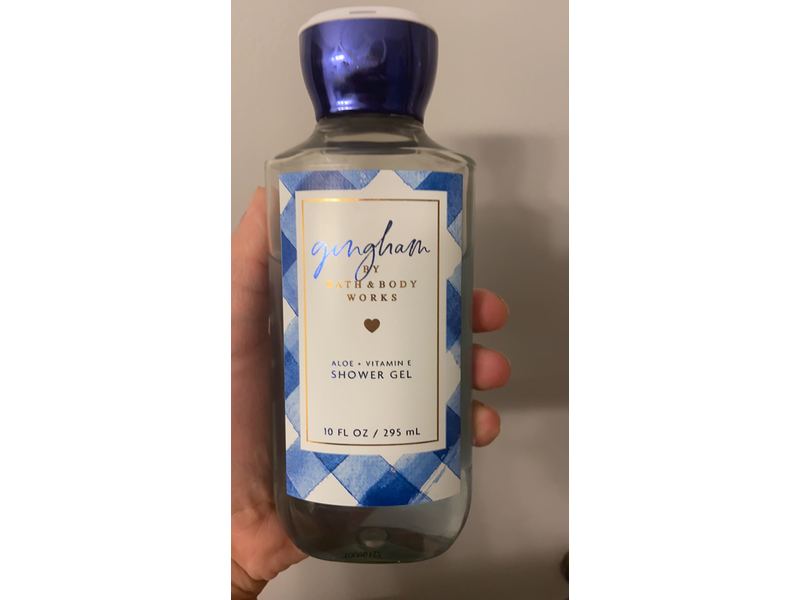 gingham
BY
BATH & BODY
WORKS
ALOE + VITAMIN E
SHOWER GEL
10 FL OZ / 295 mL